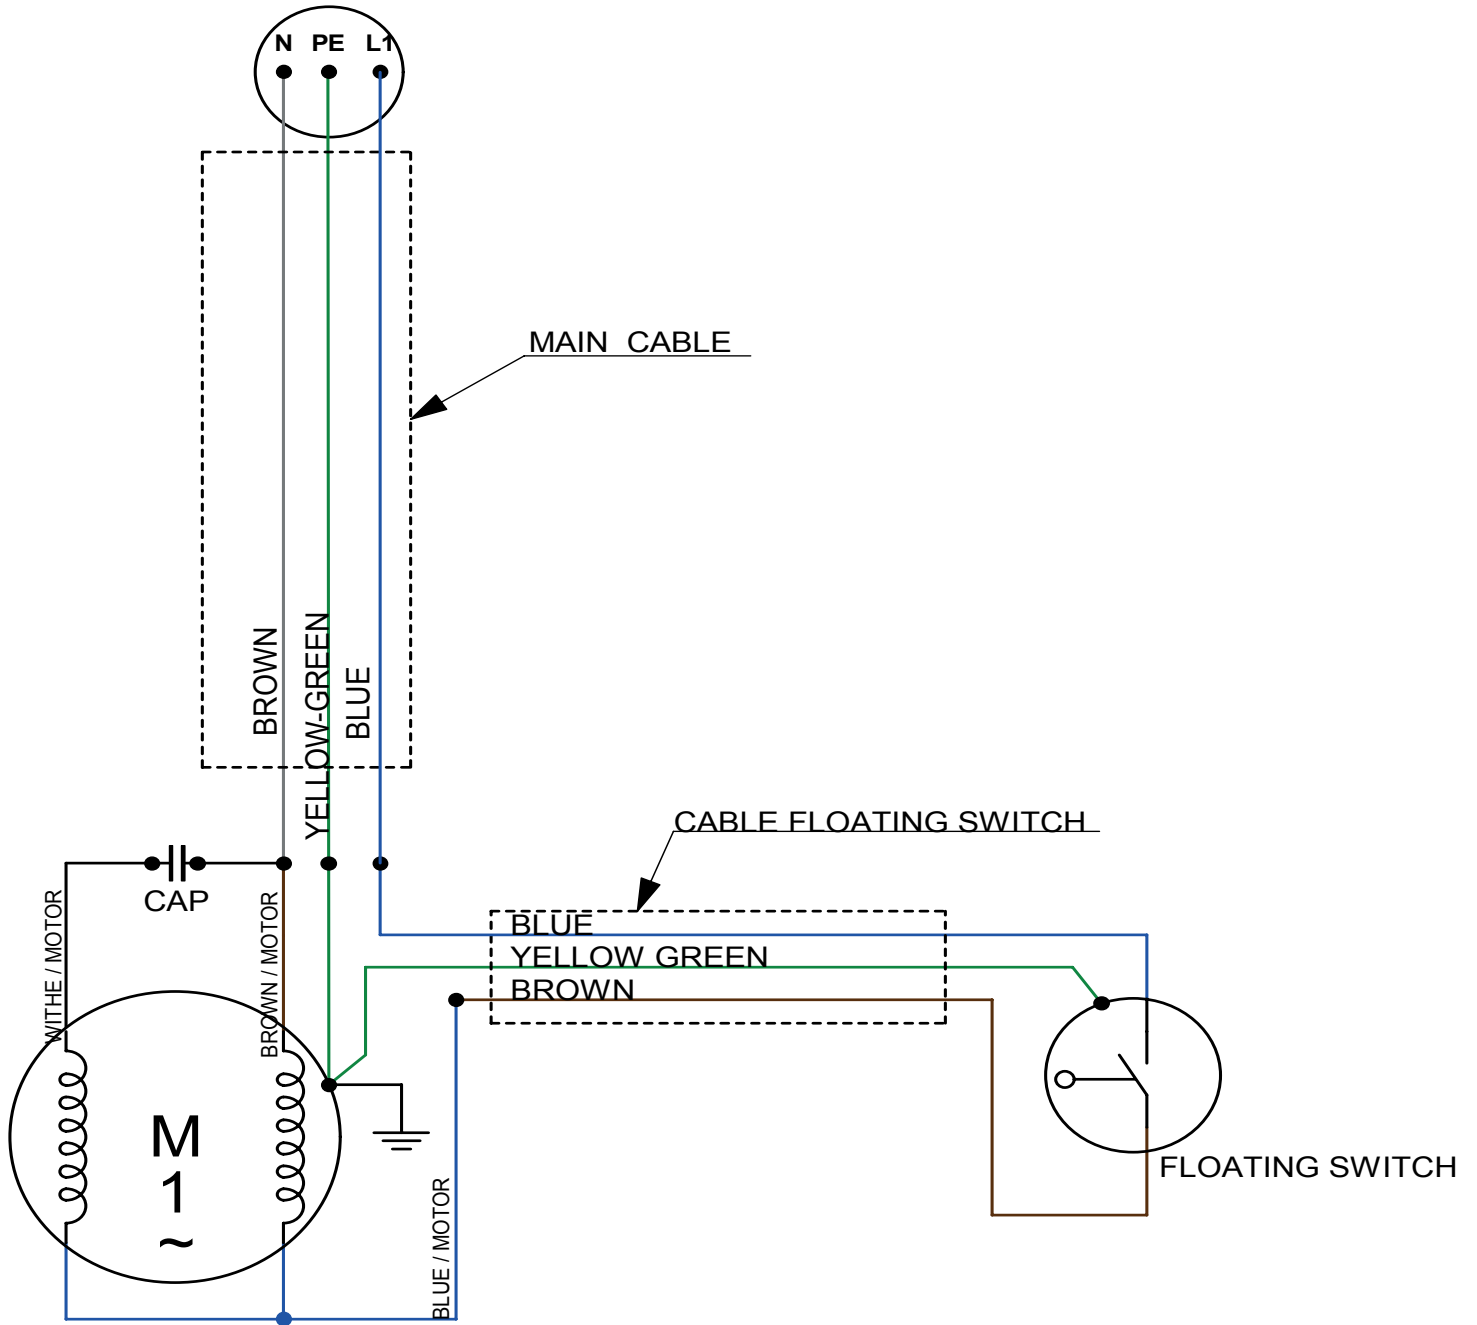 N PE L1
MAIN CABLE
BROWN
YELLOW-GREEN
BLUE
CABLE FLOATING SWITCH
CAP
WITHE / MOTOR
BROWN / MOTOR
BLUE
YELLOW GREEN
BROWN
M
1
~
BLUE / MOTOR
FLOATING SWITCH